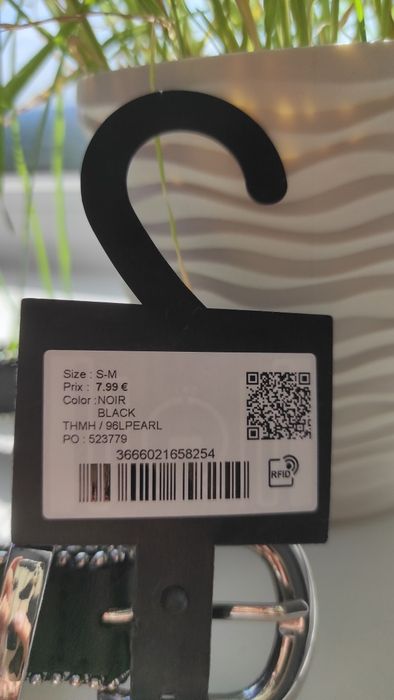 Size : S-M
Prix : 7.99 €
Color : NOIR
BLACK
THMH / 96LPEARL
PO : 523779
3666021658254
RFID